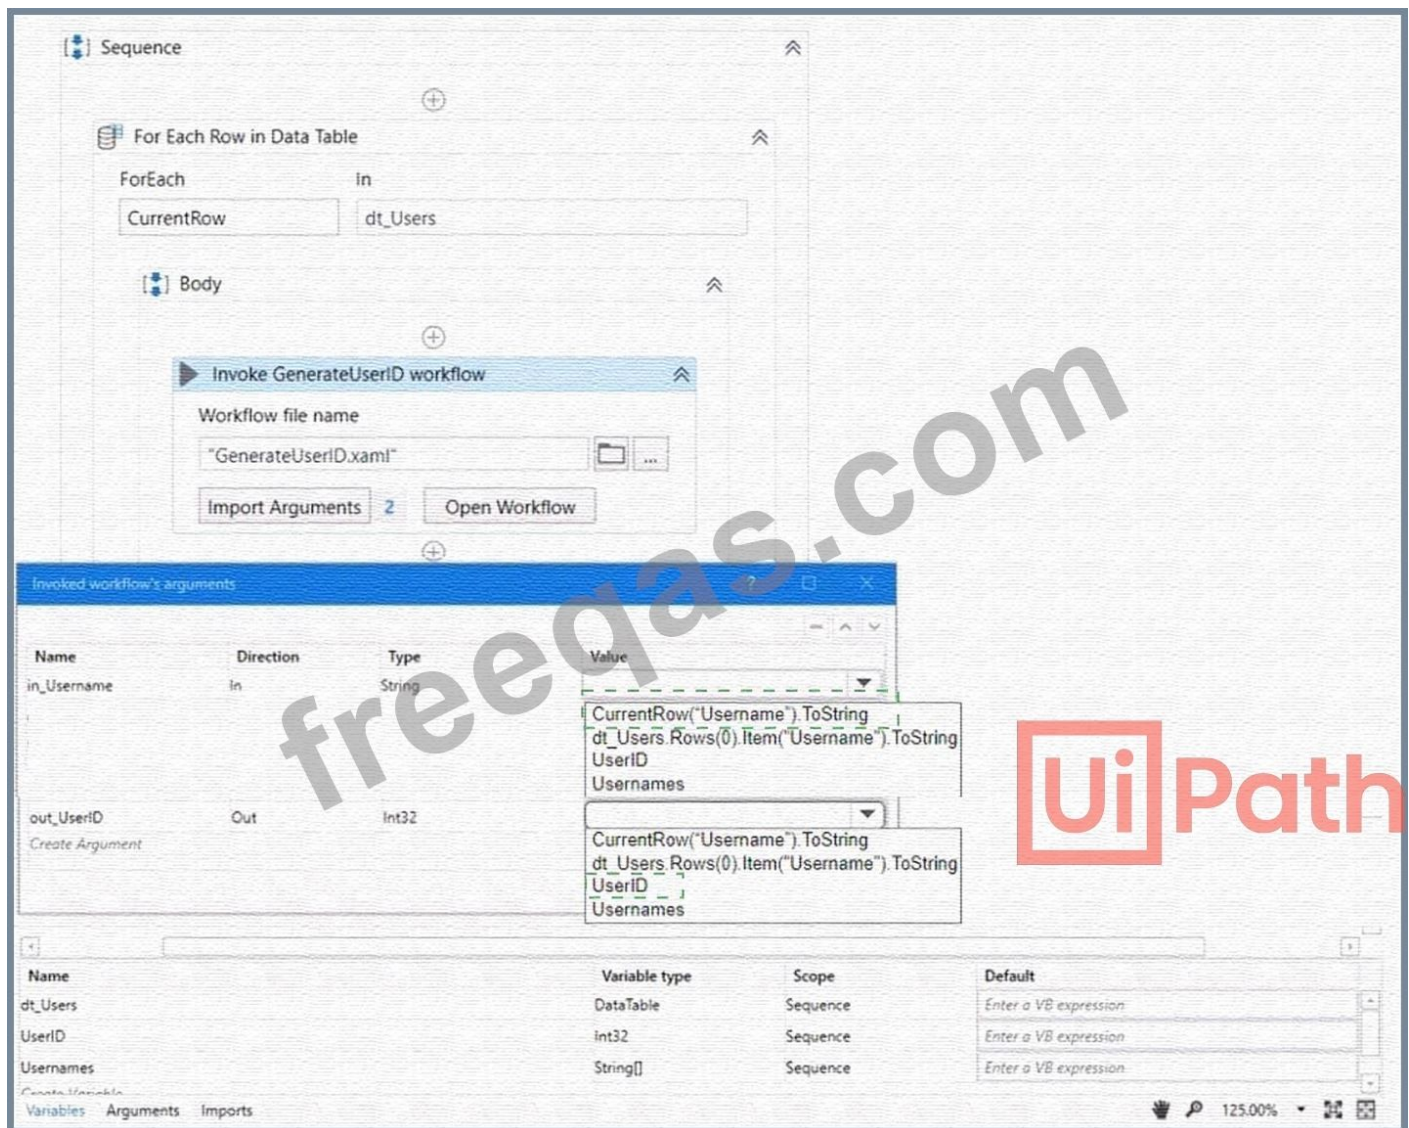 Sequence
For Each Row in Data Table
ForEach In
CurrentRow dt_Users
Body
Invoke GenerateUserID workflow
Workflow file name
"GenerateUserID.xaml"
...
Import Arguments 2 Open Workflow
Invoked workflow's arguments ?
Name Direction Type Value
in_Username In String
CurrentRow("Username").ToString
dt_Users.Rows(0).Item("Username").ToString
UserID
Usernames
out_UserID Out Int32
Create Argument
CurrentRow("Username").ToString
dt_Users.Rows(0).Item("Username").ToString
UserID
Usernames
Name Variable type Scope Default
dt_Users DataTable Sequence Enter a VB expression
UserID Int32 Sequence Enter a VB expression
Usernames String[] Sequence Enter a VB expression
Create Variable
Variables Arguments Imports 125.00%
freeqas.com
UiPath